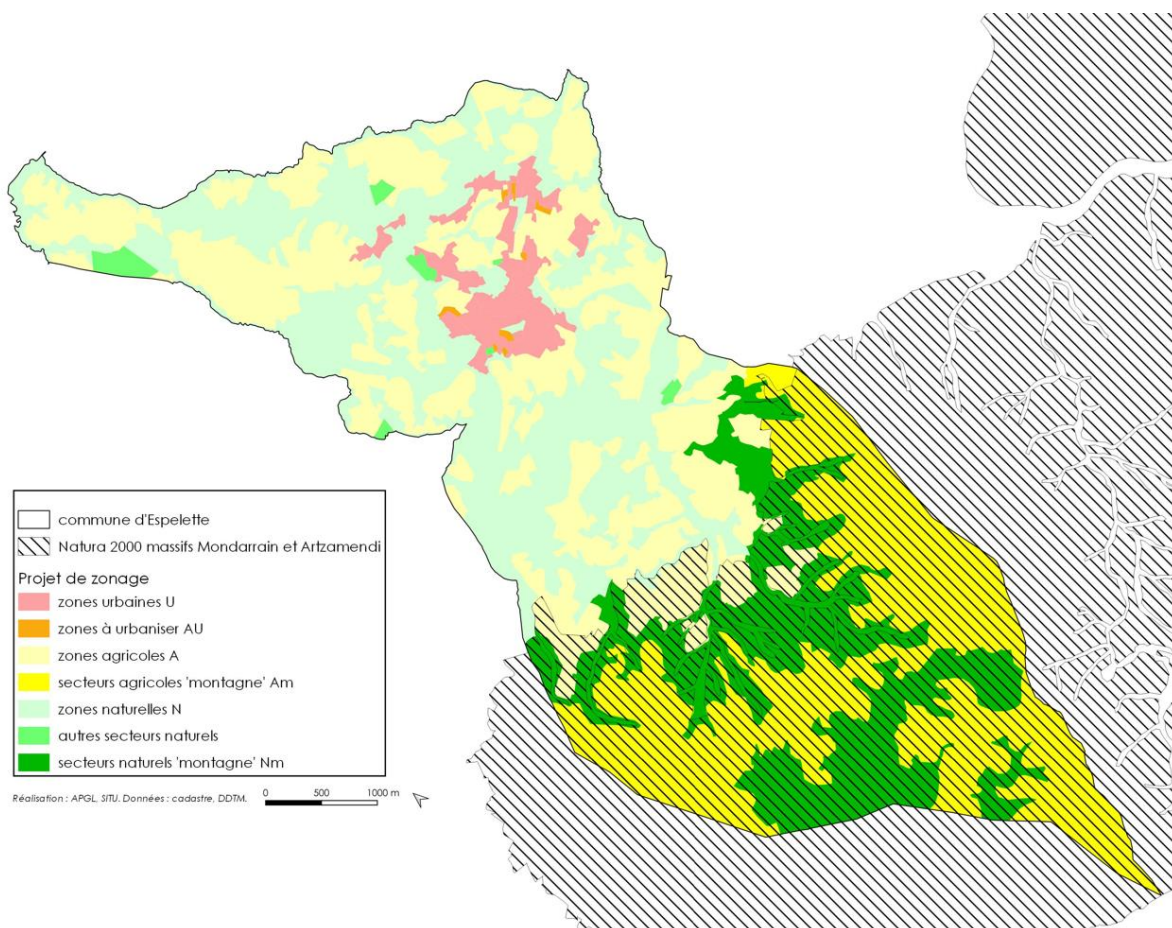 commune d'Espelette
Natura 2000 massifs Mondarrain et Artzamendi
Projet de zonage
zones urbaines U
zones à urbaniser AU
zones agricoles A
secteurs agricoles 'montagne' Am
zones naturelles N
autres secteurs naturels
secteurs naturels 'montagne' Nm
Réalisation : APGL, SITU. Données : cadastre, DDTM.
0 500 1000 m